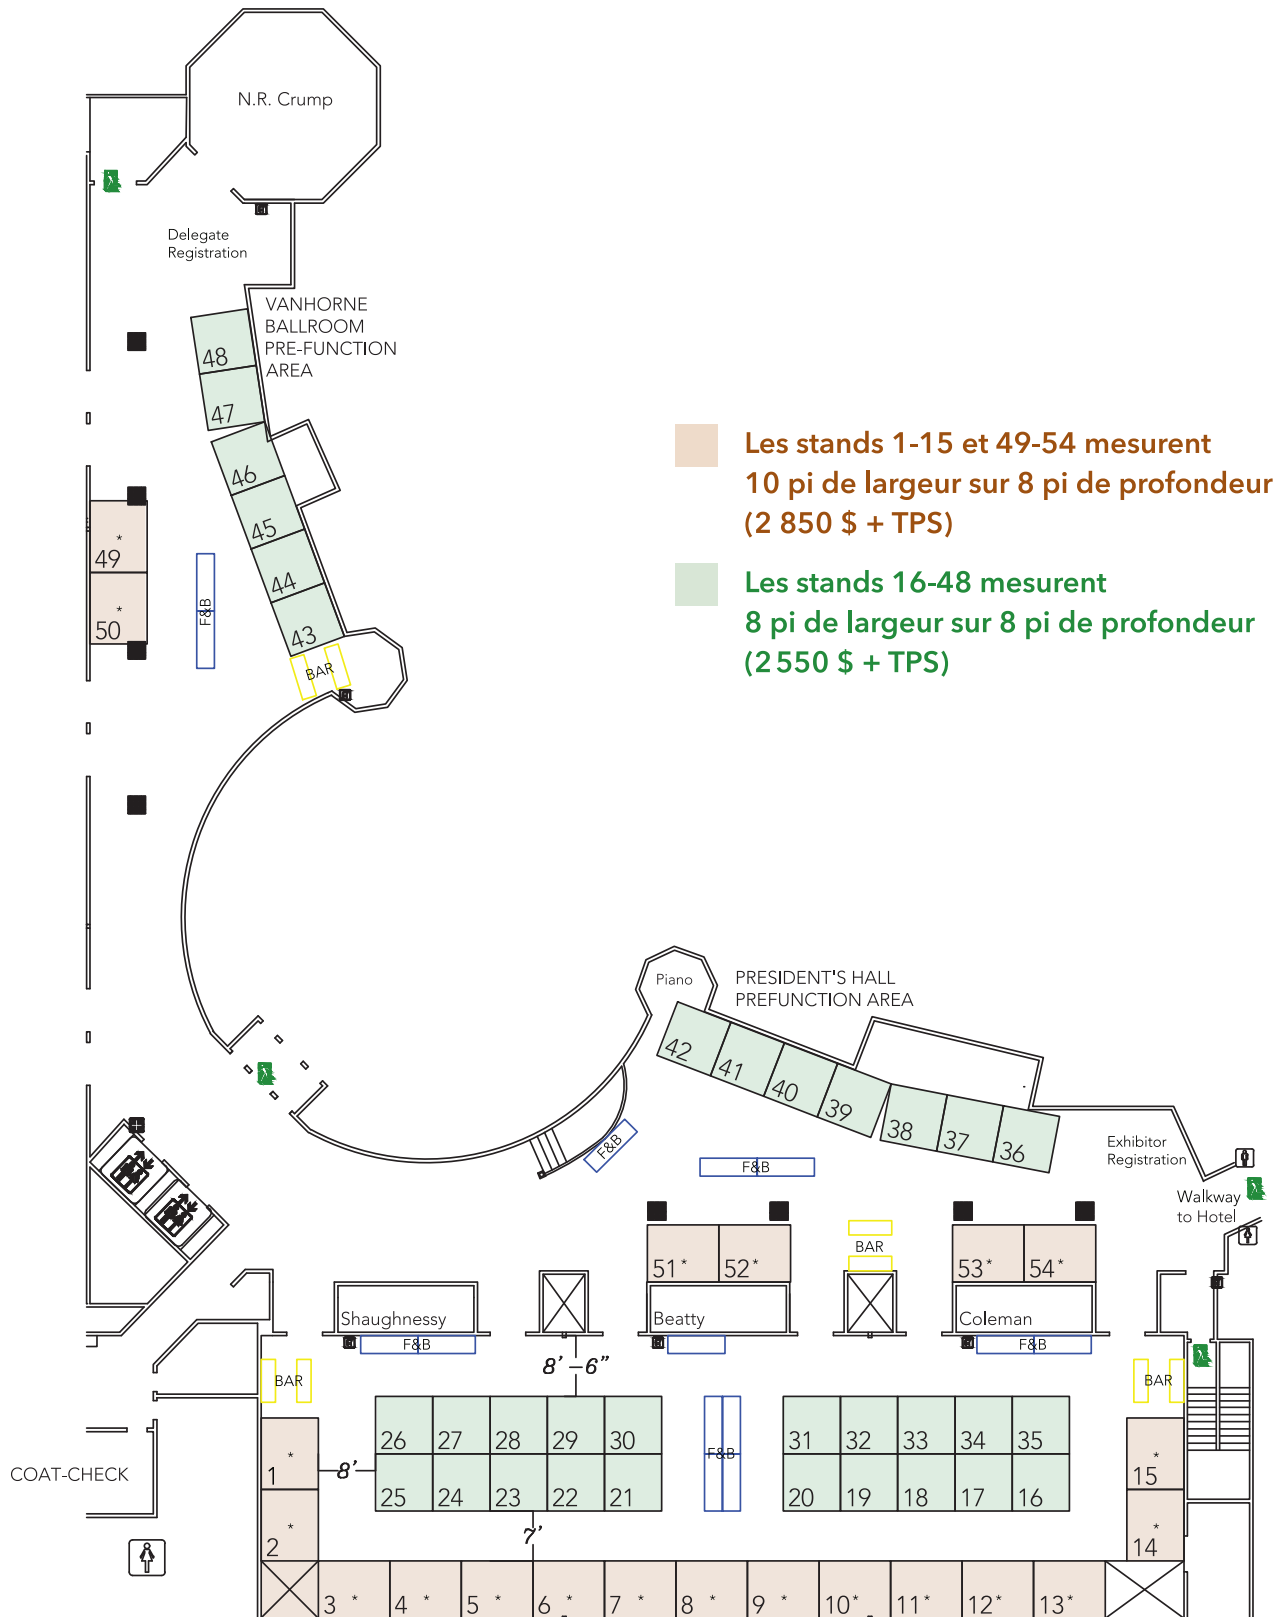 N.R. Crump
Delegate
Registration
VANHORNE
BALLROOM
PRE-FUNCTION
AREA
48
47
46
45
44
43
49 *
50 *
F&B
BAR
Les stands 1-15 et 49-54 mesurent
10 pi de largeur sur 8 pi de profondeur
(2 850 $ + TPS)
Les stands 16-48 mesurent
8 pi de largeur sur 8 pi de profondeur
(2 550 $ + TPS)
Piano
PRESIDENT'S HALL
PREFUNCTION AREA
42
41
40
39
38
37
36
F&B
F&B
Exhibitor
Registration
Walkway
to Hotel
51 * 52 *
BAR
53 * 54 *
Shaughnessy
Beatty
Coleman
F&B
F&B
8' -6"
BAR
BAR
26 27 28 29 30
31 32 33 34 35
F&B
25 24 23 22 21
20 19 18 17 16
1 *
8'
15 *
COAT-CHECK
2 *
7'
14 *
3 * 4 * 5 * 6 * 7 * 8 * 9 * 10 * 11 * 12 * 13 *